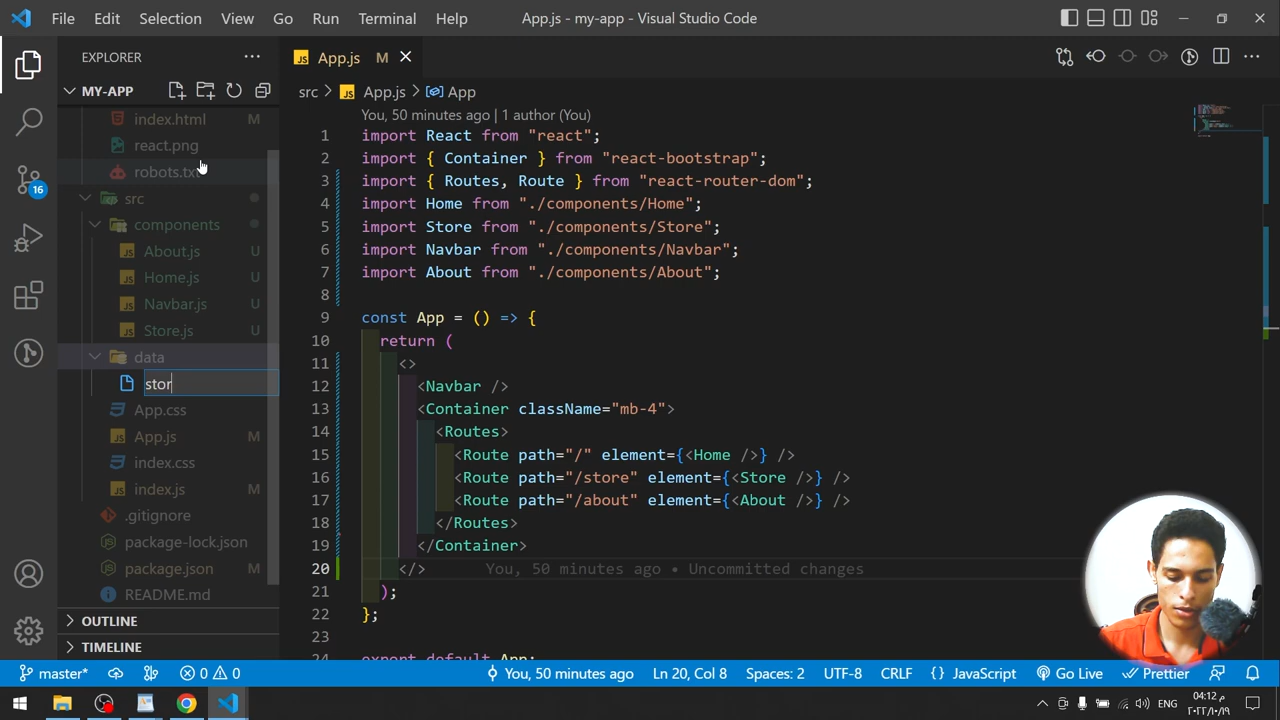 File Edit Selection View Go Run Terminal Help App.js - my-app - Visual Studio Code
EXPLORER
App.js M
MY-APP
src > App.js > App
index.html M
react.png
robots.txt
src
components
About.js U
Home.js U
Navbar.js U
Store.js U
data
stor
App.css
App.js M
index.css
index.js M
.gitignore
package-lock.json
package.json M
README.md
OUTLINE
TIMELINE
16
You, 50 minutes ago | 1 author (You)
1 import React from "react";
2 import { Container } from "react-bootstrap";
3 import { Routes, Route } from "react-router-dom";
4 import Home from "./components/Home";
5 import Store from "./components/Store";
6 import Navbar from "./components/Navbar";
7 import About from "./components/About";
8
9 const App = () => {
10 return (
11 <>
12 <Navbar />
13 <Container className="mb-4">
14 <Routes>
15 <Route path="/" element={<Home />} />
16 <Route path="/store" element={<Store />} />
17 <Route path="/about" element={<About />} />
18 </Routes>
19 </Container>
20 </> You, 50 minutes ago • Uncommitted changes
21 );
22 };
23
24 export default App;
master* 0 0 You, 50 minutes ago Ln 20, Col 8 Spaces: 2 UTF-8 CRLF {} JavaScript Go Live Prettier
ENG
04:12 م